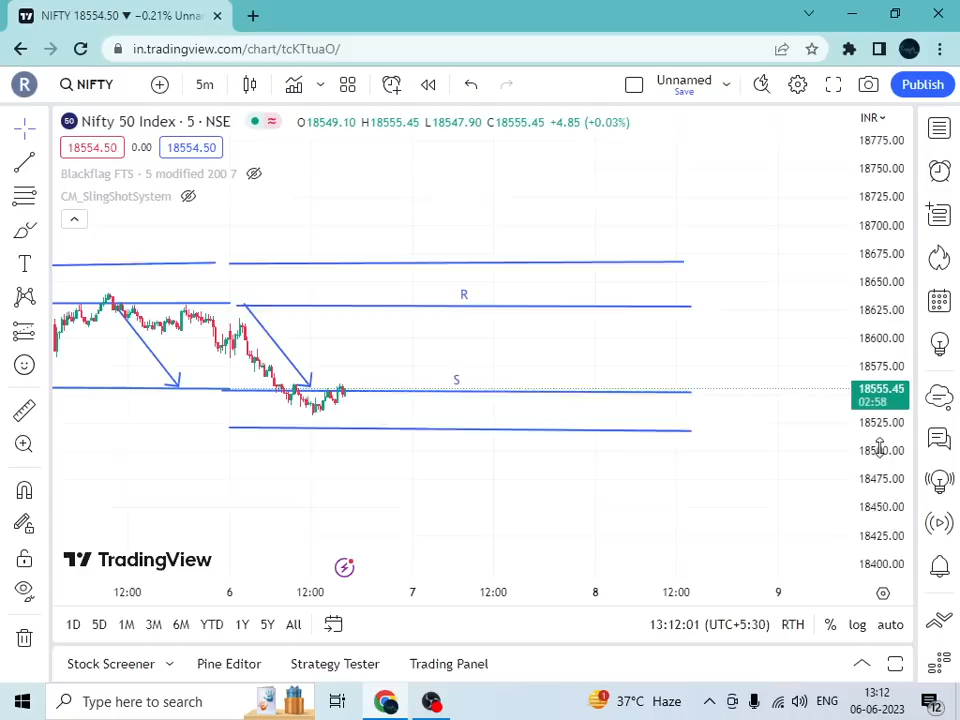 NIFTY 18554.50 ▼ −0.21% Unna
in.tradingview.com/chart/tcKTtuaO/
R NIFTY 5m Unnamed Save Publish
50 Nifty 50 Index · 5 · NSE O18549.10 H18555.45 L18547.90 C18555.45 +4.85 (+0.03%) INR
18554.50 0.00 18554.50
Blackflag FTS · 5 modified 200 7
CM_SlingShotSystem
18775.00
18750.00
18725.00
18700.00
18675.00
18650.00
18625.00
18600.00
18575.00
18555.45
02:58
18525.00
18500.00
18475.00
18450.00
18425.00
18400.00
R
S
TradingView
12:00 6 12:00 7 12:00 8 12:00 9
1D 5D 1M 3M 6M YTD 1Y 5Y All 13:12:01 (UTC+5:30) RTH % log auto
Stock Screener Pine Editor Strategy Tester Trading Panel
Type here to search 1 37°C Haze ENG 13:12 12
06-06-2023